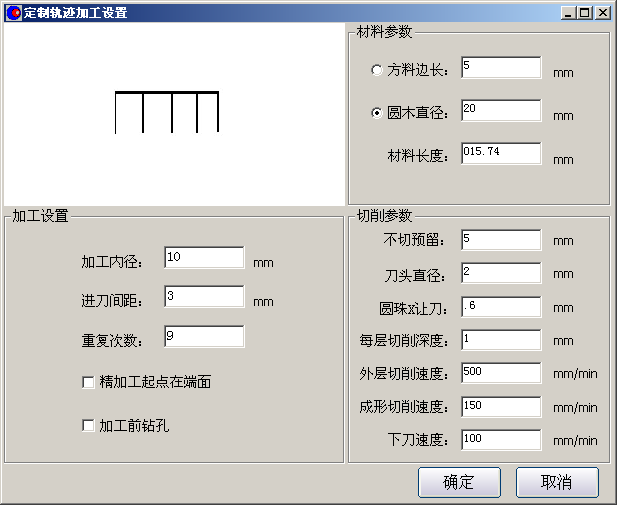 定制轨迹加工设置
材料参数
方料边长： 5 mm
圆木直径： 20 mm
材料长度： 015.74 mm
加工设置
加工内径： 10 mm
进刀间距： 3 mm
重复次数： 9
精加工起点在端面
加工前钻孔
切削参数
不切预留： 5 mm
刀头直径： 2 mm
圆珠x让刀： .6 mm
每层切削深度： 1 mm
外层切削速度： 500 mm/min
成形切削速度： 150 mm/min
下刀速度： 100 mm/min
确定 取消